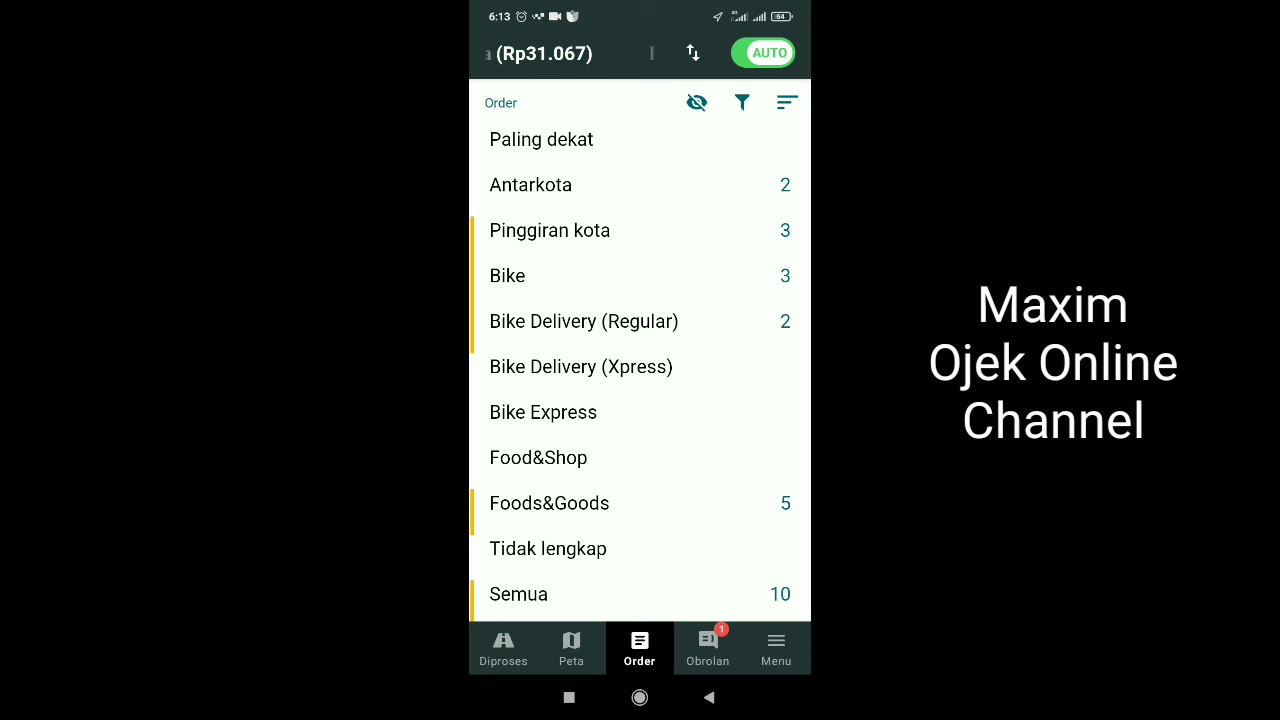 6:13
64
(Rp31.067)
AUTO
Order
Paling dekat
Antarkota 2
Pinggiran kota 3
Bike 3
Bike Delivery (Regular) 2
Bike Delivery (Xpress)
Bike Express
Food&Shop
Foods&Goods 5
Tidak lengkap
Semua 10
1
Diproses Peta Order Obrolan Menu
Maxim
Ojek Online
Channel